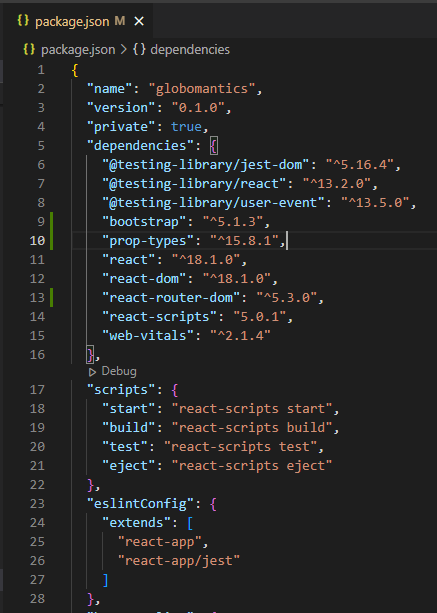 {} package.json M ×
{} package.json > {} dependencies
1 {
2 "name": "globomantics",
3 "version": "0.1.0",
4 "private": true,
5 "dependencies": {
6 "@testing-library/jest-dom": "^5.16.4",
7 "@testing-library/react": "^13.2.0",
8 "@testing-library/user-event": "^13.5.0",
9 "bootstrap": "^5.1.3",
10 "prop-types": "^15.8.1",
11 "react": "^18.1.0",
12 "react-dom": "^18.1.0",
13 "react-router-dom": "^5.3.0",
14 "react-scripts": "5.0.1",
15 "web-vitals": "^2.1.4"
16 },
Debug
17 "scripts": {
18 "start": "react-scripts start",
19 "build": "react-scripts build",
20 "test": "react-scripts test",
21 "eject": "react-scripts eject"
22 },
23 "eslintConfig": {
24 "extends": [
25 "react-app",
26 "react-app/jest"
27 ]
28 },